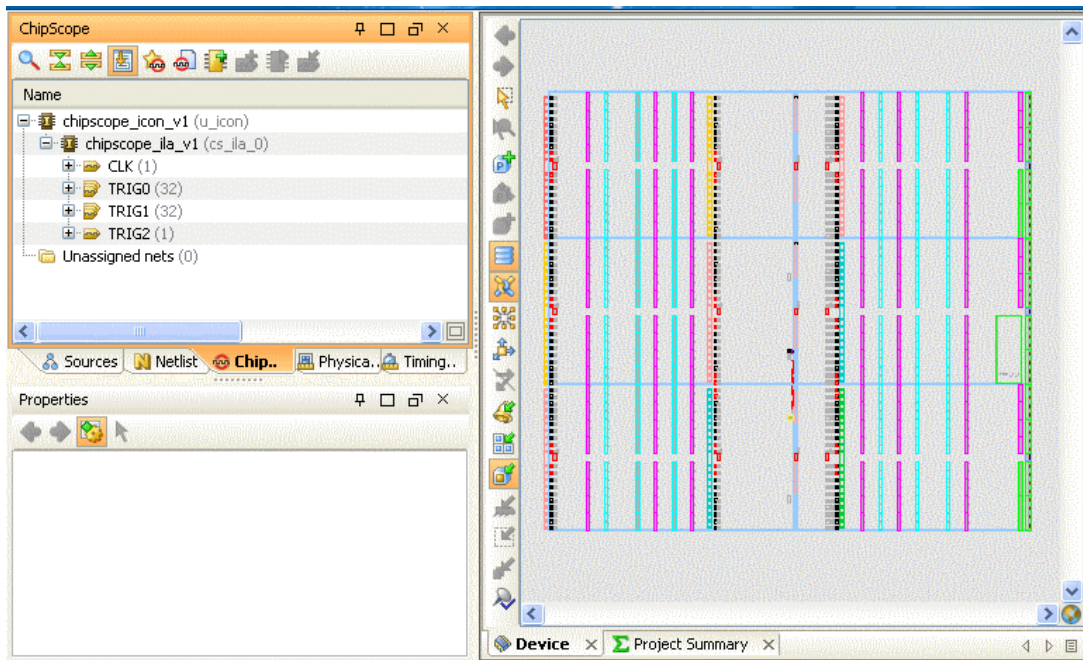 ChipScope
Name
chipscope_icon_v1 (u_icon)
chipscope_ila_v1 (cs_ila_0)
CLK (1)
TRIG0 (32)
TRIG1 (32)
TRIG2 (1)
Unassigned nets (0)
Sources Netlist Chip.. Physica.. Timing..
Properties
Device Project Summary